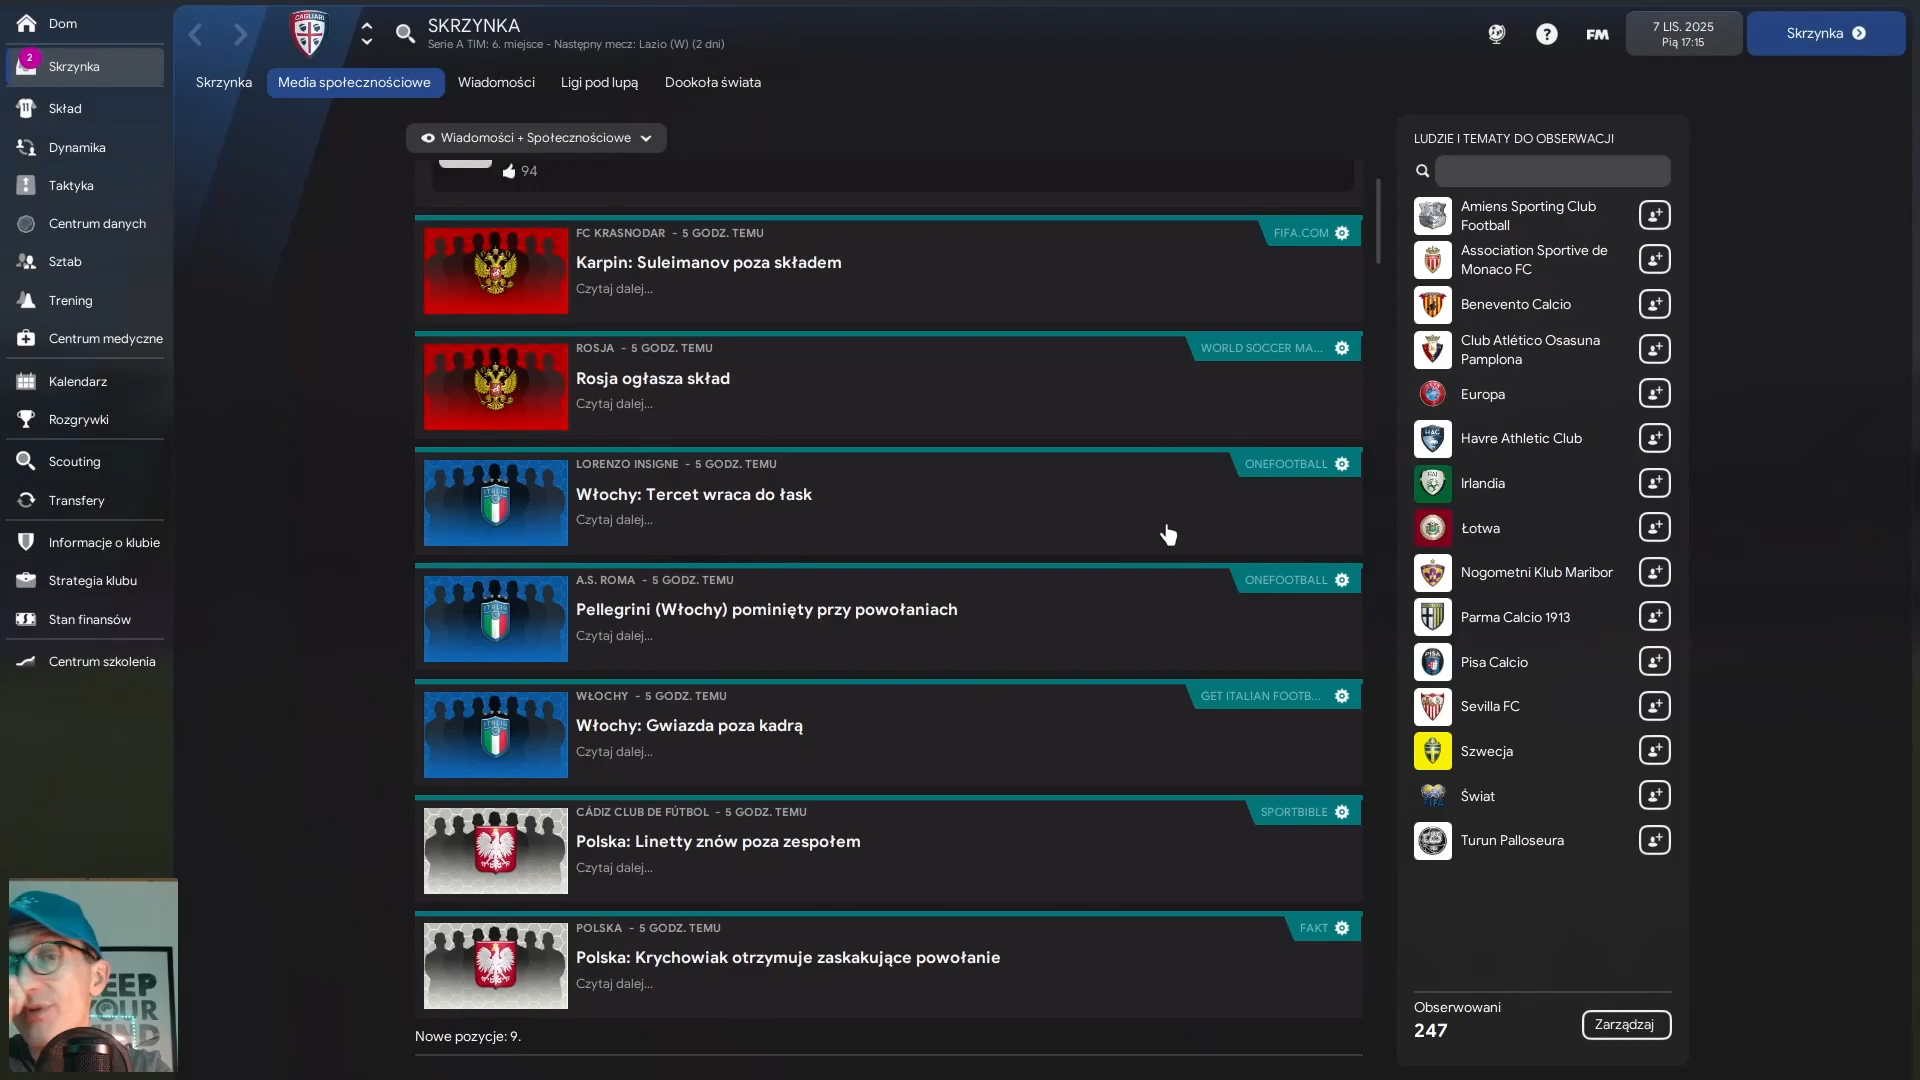 Dom
2
Skrzynka
Skład
Dynamika
Taktyka
Centrum danych
Sztab
Trening
Centrum medyczne
Kalendarz
Rozgrywki
Scouting
Transfery
Informacje o klubie
Strategia klubu
Stan finansów
Centrum szkolenia
CAGLIARI
SKRZYNKA
Serie A TIM: 6. miejsce - Następny mecz: Lazio (W) (2 dni)
?
FM
7 LIS. 2025
Pią 17:15
Skrzynka
Skrzynka
Media społecznościowe
Wiadomości
Ligi pod lupą
Dookoła świata
Wiadomości + Społecznościowe
94
FC KRASNODAR - 5 GODZ. TEMU
FIFA.COM
Karpin: Suleimanov poza składem
Czytaj dalej...
ROSJA - 5 GODZ. TEMU
WORLD SOCCER MA...
Rosja ogłasza skład
Czytaj dalej...
LORENZO INSIGNE - 5 GODZ. TEMU
ONEFOOTBALL
ITALIA
Włochy: Tercet wraca do łask
Czytaj dalej...
A.S. ROMA - 5 GODZ. TEMU
ONEFOOTBALL
ITALIA
Pellegrini (Włochy) pominięty przy powołaniach
Czytaj dalej...
WŁOCHY - 5 GODZ. TEMU
GET ITALIAN FOOTB...
ITALIA
Włochy: Gwiazda poza kadrą
Czytaj dalej...
CÁDIZ CLUB DE FÚTBOL - 5 GODZ. TEMU
SPORTBIBLE
Polska: Linetty znów poza zespołem
Czytaj dalej...
POLSKA - 5 GODZ. TEMU
FAKT
Polska: Krychowiak otrzymuje zaskakujące powołanie
Czytaj dalej...
Nowe pozycje: 9.
LUDZIE I TEMATY DO OBSERWACJI
Amiens Sporting Club
Football
Association Sportive de
Monaco FC
Benevento Calcio
Club Atlético Osasuna
Pamplona
Europa
HAC
Havre Athletic Club
FAI
Irlandia
Łotwa
Nogometni Klub Maribor
Parma Calcio 1913
PISA
Pisa Calcio
Sevilla FC
Szwecja
FIFA
Świat
Turun Palloseura
Obserwowani
247
Zarządzaj